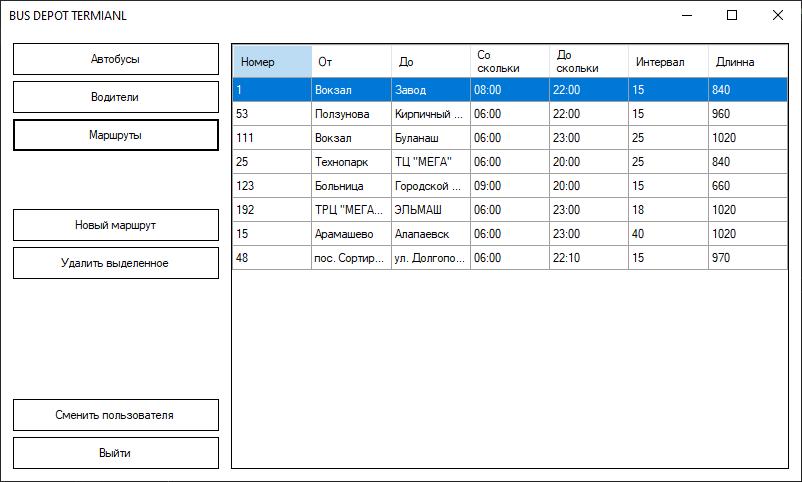 BUS DEPOT TERMIANL
Автобусы
Водители
Маршруты
Новый маршрут
Удалить выделенное
Сменить пользователя
Выйти
Номер От До Со скольки До скольки Интервал Длинна
1 Вокзал Завод 08:00 22:00 15 840
53 Ползунова Кирпичный ... 06:00 22:00 15 960
111 Вокзал Буланаш 06:00 23:00 25 1020
25 Технопарк ТЦ "МЕГА" 06:00 20:00 25 840
123 Больница Городской ... 09:00 20:00 15 660
192 ТРЦ "МЕГА... ЭЛЬМАШ 06:00 23:00 18 1020
15 Арамашево Алапаевск 06:00 23:00 40 1020
48 пос. Сортир... ул. Долгопо... 06:00 22:10 15 970